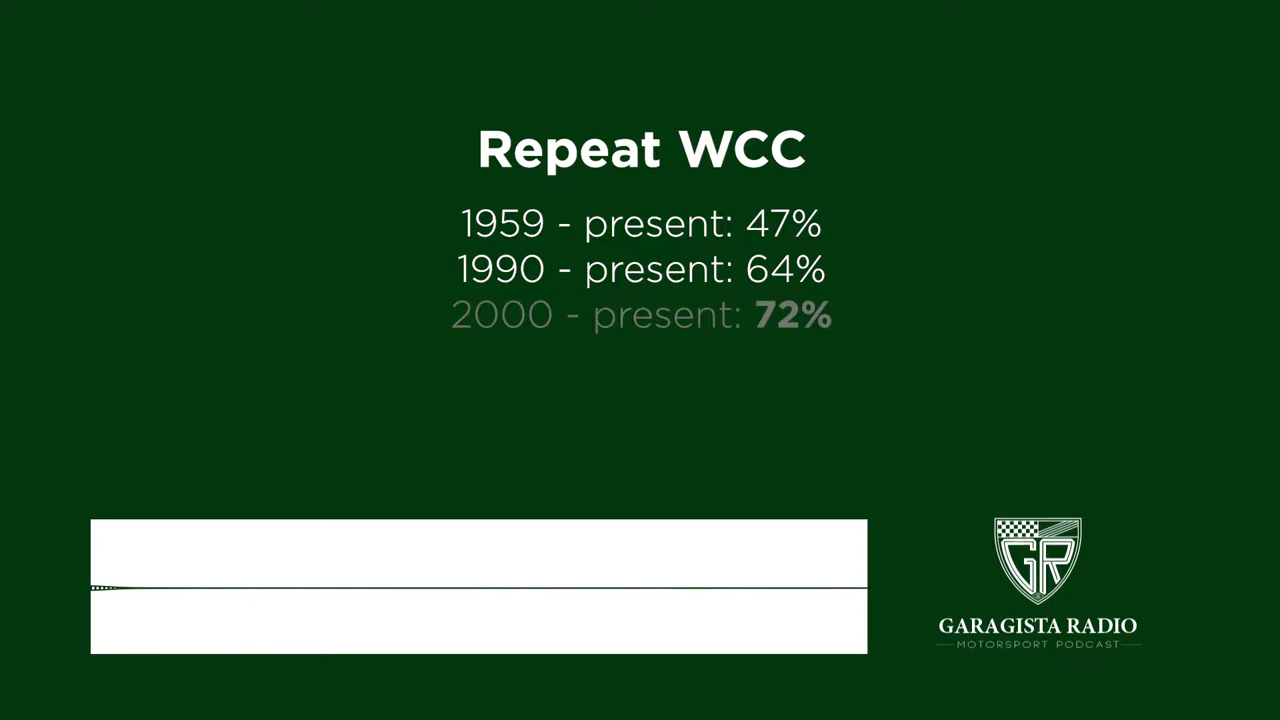 Repeat WCC
1959 - present: 47%
1990 - present: 64%
2000 - present: 72%
GR
GARAGISTA RADIO
MOTORSPORT PODCAST